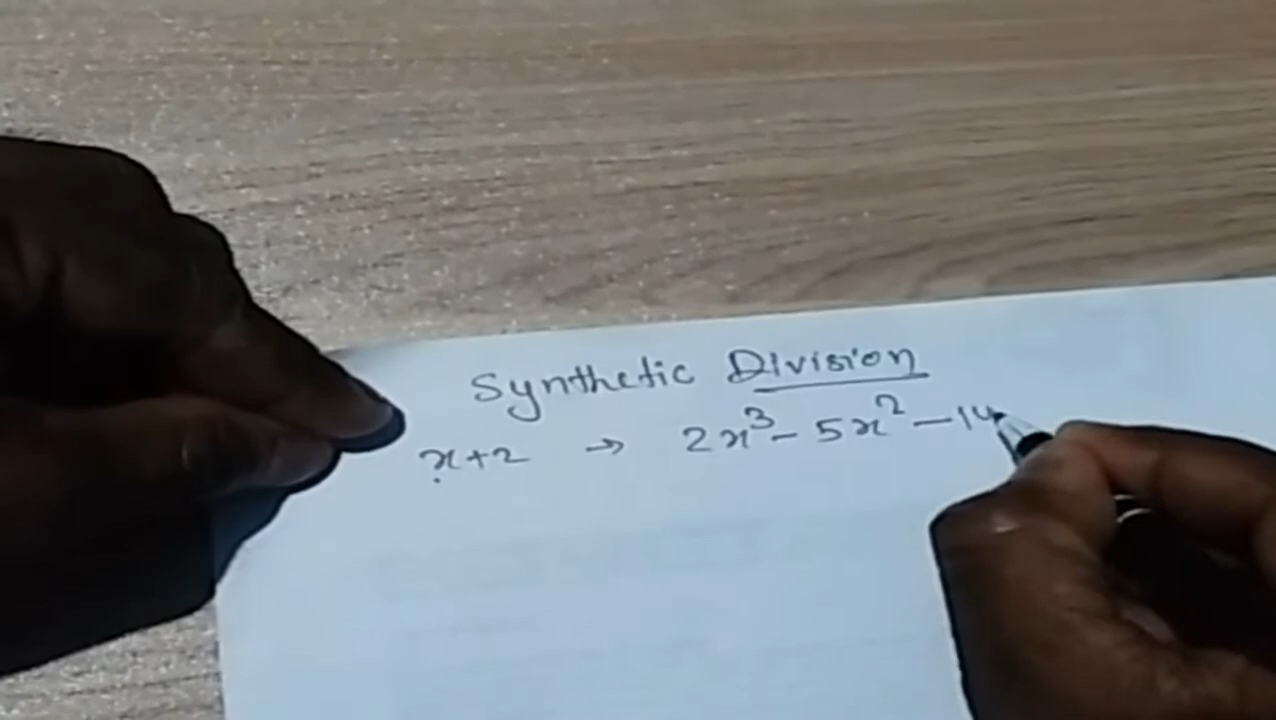 Synthetic Division
x+2 → 2x³- 5x² -14